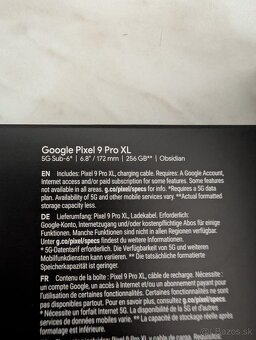 Google Pixel 9 Pro XL
5G Sub-6* | 6.8" / 172 mm | 256 GB** | Obsidian
EN Includes: Pixel 9 Pro XL, charging cable. Requires: A Google Account,
Internet access and/or paid subscription for some features. Some features
not available in all areas. g.co/pixel/specs for info. *Requires a 5G data
plan. Availability of 5G and other mobile services may vary. **Actual formatted
storage capacity less.
DE Lieferumfang: Pixel 9 Pro XL, Ladekabel. Erforderlich:
Google-Konto, Internetzugang und/oder kostenpflichtiges Abo für einige
Funktionen. Manche Funktionen sind nicht in allen Regionen verfügbar.
Unter g.co/pixel/specs findest du weitere Informationen.
* 5G-Datentarif erforderlich. Die Verfügbarkeit von 5G und weiteren
Mobilfunkdiensten kann variieren. ** Die tatsächliche formatierte
Speicherkapazität ist geringer.
FR Contenu de la boîte : Pixel 9 Pro XL, câble de recharge. Nécessite :
un compte Google, un accès à Internet et/ou un abonnement payant pour
l'utilisation de certaines fonctionnalités. Certaines fonctionnalités ne
sont pas disponibles partout. Pour en savoir plus, consultez g.co/pixel/specs
* Nécessite un forfait Internet 5G. La disponibilité de la 5G et d'autres
services de données mobiles varie. ** L'espace de stockage réel après
formatage est inférieur.
bazar.sk